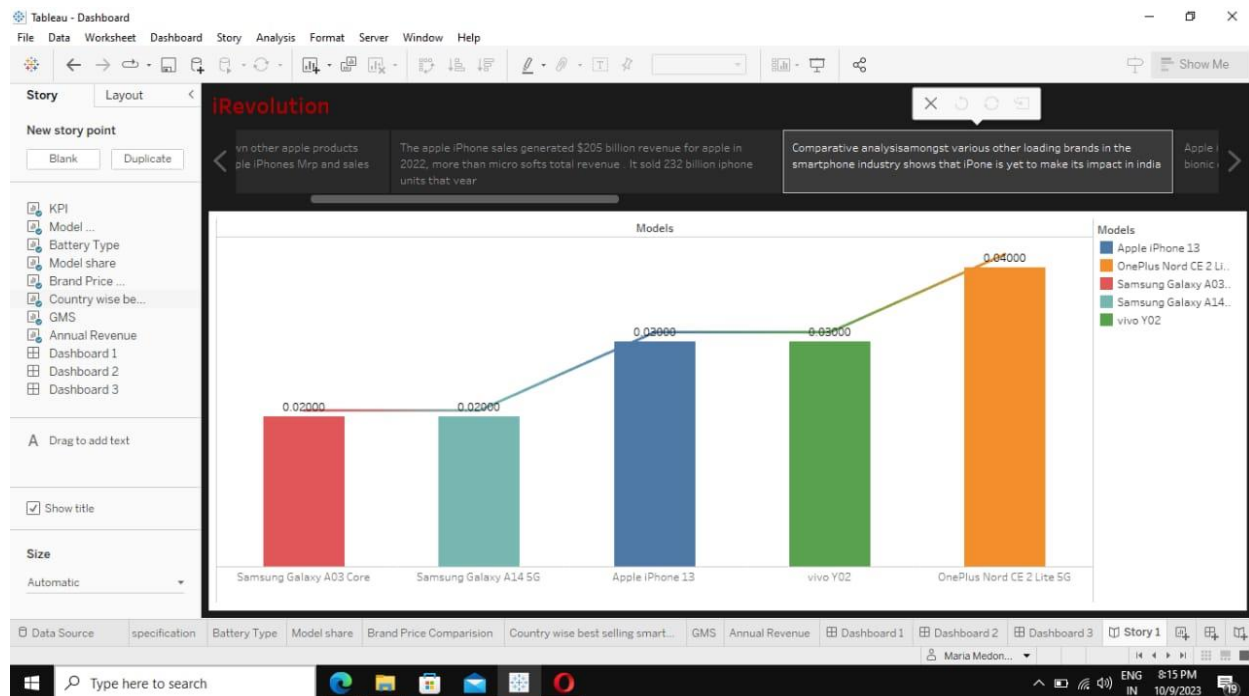 Tableau - Dashboard
File Data Worksheet Dashboard Story Analysis Format Server Window Help
Show Me
Story Layout
New story point
Blank Duplicate
KPI
Model ...
Battery Type
Model share
Brand Price ...
Country wise be...
GMS
Annual Revenue
Dashboard 1
Dashboard 2
Dashboard 3
A Drag to add text
Show title
Size
Automatic
iRevolution
vn other apple products
ple iPhones Mrp and sales
The apple iPhone sales generated $205 billion revenue for apple in
2022, more than micro softs total revenue . It sold 232 billion iphone
units that year
Comparative analysisamongst various other loading brands in the
smartphone industry shows that iPone is yet to make its impact in india
Apple i
bionic
Models
0.02000
0.02000
0.03000
0.03000
0.04000
Samsung Galaxy A03 Core
Samsung Galaxy A14 5G
Apple iPhone 13
vivo Y02
OnePlus Nord CE 2 Lite 5G
Models
Apple iPhone 13
OnePlus Nord CE 2 Li..
Samsung Galaxy A03..
Samsung Galaxy A14..
vivo Y02
Data Source specification Battery Type Model share Brand Price Comparision Country wise best selling smart... GMS Annual Revenue Dashboard 1 Dashboard 2 Dashboard 3 Story 1
Maria Medon...
Type here to search
ENG
IN
8:15 PM
10/9/2023
19